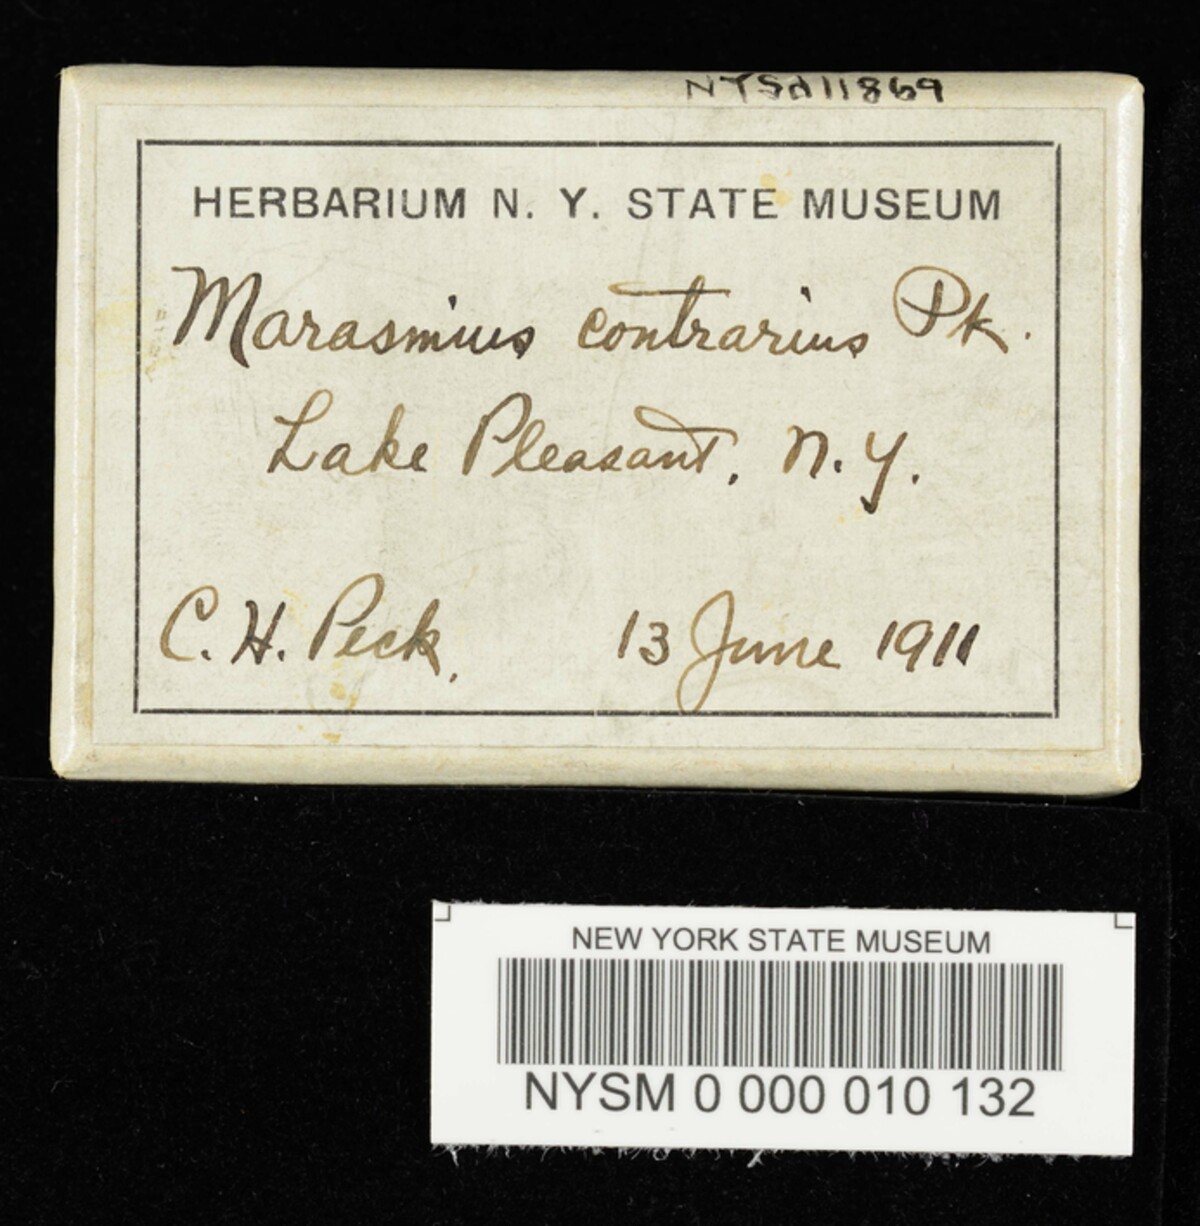 NYSd11869
HERBARIUM N. Y. STATE MUSEUM
Marasmius contrarius Pk.
Lake Pleasant, N.Y.
C. H. Peck, 13 June 1911
NEW YORK STATE MUSEUM
NYSM 0 000 010 132